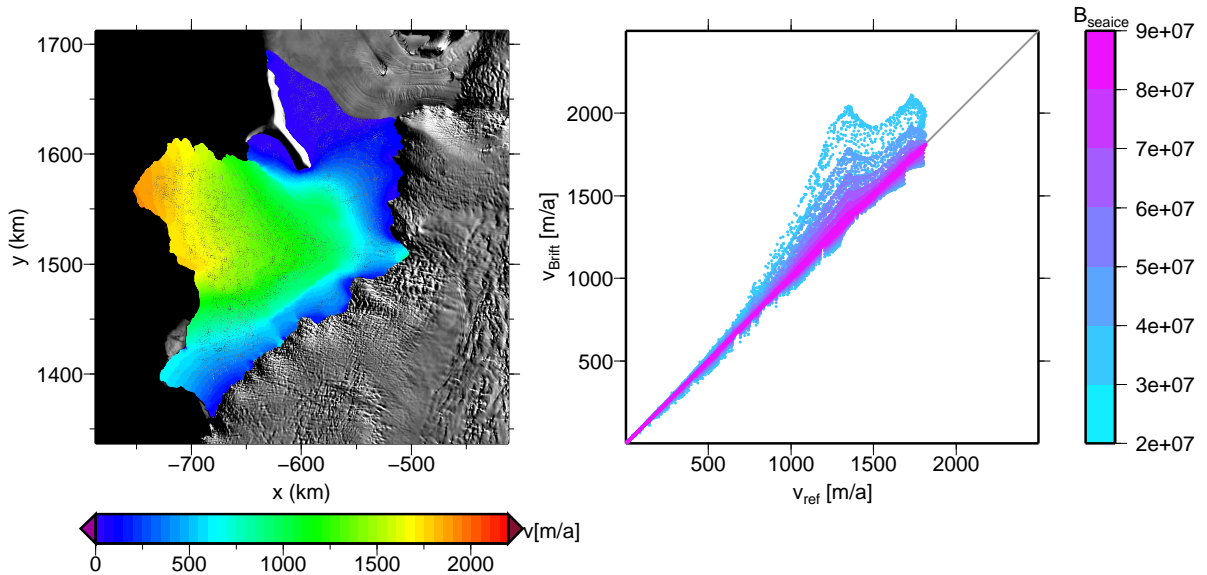 1700
1600
1500
1400
y (km)
−700 −600 −500
x (km)
v[m/a]
0 500 1000 1500 2000
2000
1500
1000
500
v_Brift [m/a]
500 1000 1500 2000
v_ref [m/a]
B_seaice
9e+07
8e+07
7e+07
6e+07
5e+07
4e+07
3e+07
2e+07